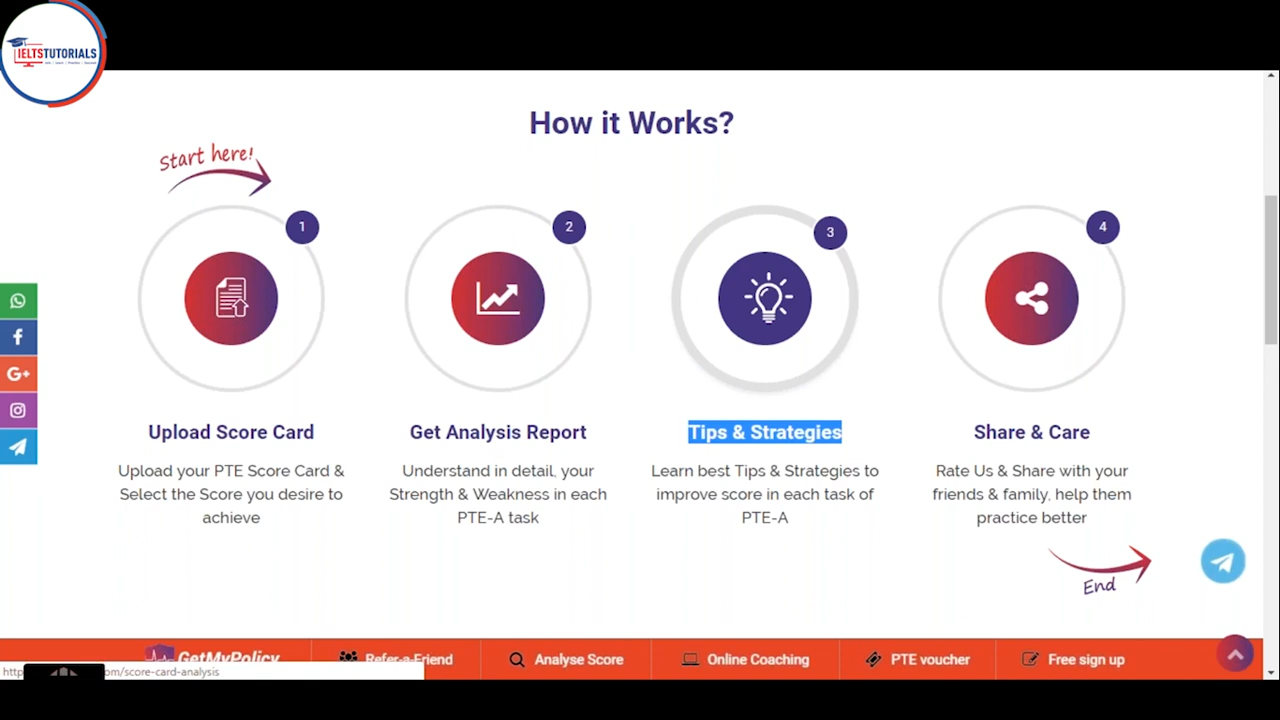 IELTSTUTORIALS
How it Works?
Start here!
1
2
3
4
Upload Score Card
Get Analysis Report
Tips & Strategies
Share & Care
Upload your PTE Score Card &
Select the Score you desire to
achieve
Understand in detail, your
Strength & Weakness in each
PTE-A task
Learn best Tips & Strategies to
improve score in each task of
PTE-A
Rate Us & Share with your
friends & family, help them
practice better
End
G+
GetMyPolicy
Refer-a-Friend
Analyse Score
Online Coaching
PTE voucher
Free sign up
om/score-card-analysis